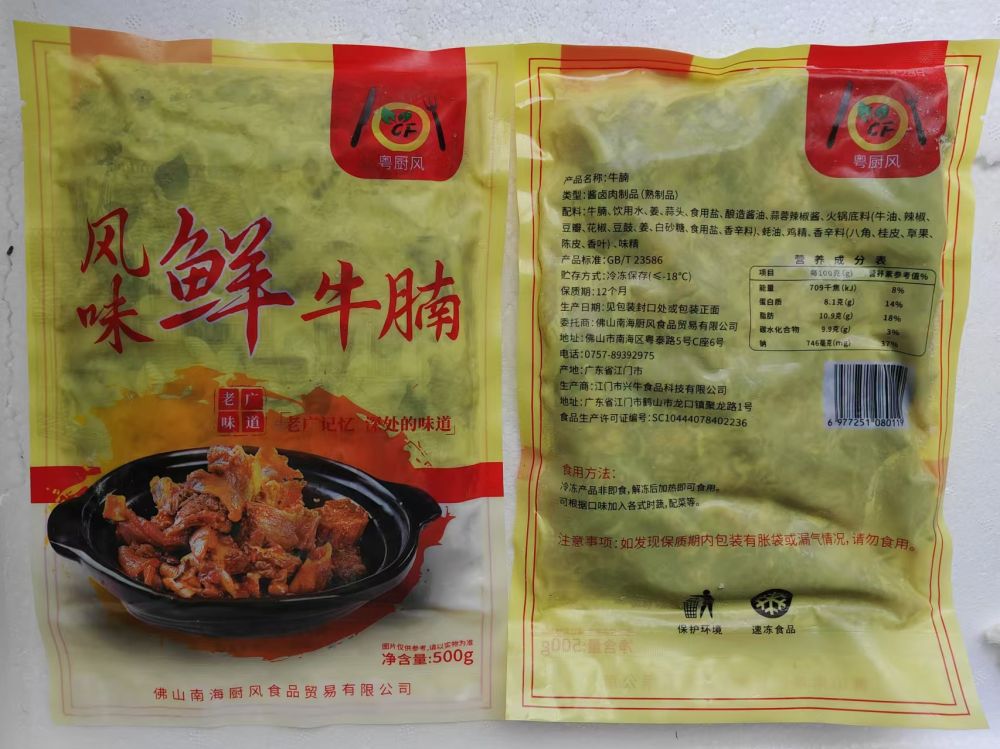 CF
粤厨风
风味鲜牛腩
老广
味道
「老广记忆 深处的味道」
图片仅供参考,请以实物为准
净含量:500g
佛山南海厨风食品贸易有限公司
CF
粤厨风
产品名称:牛腩
类型:酱卤肉制品(熟制品)
配料:牛腩、饮用水、姜、蒜头、食用盐、酿造酱油、蒜蓉辣椒酱、火锅底料(牛油、辣椒、
豆瓣、花椒、豆鼓、姜、白砂糖、食用盐、香辛料)、蚝油、鸡精、香辛料(八角、桂皮、草果、
陈皮、香叶)、味精
产品标准:GB/T 23586
贮存方式:冷冻保存(≤-18℃)
保质期:12个月
生产日期:见包装封口处或包装正面
委托商:佛山南海厨风食品贸易有限公司
地址:佛山市南海区粤泰路5号C座6号
电话:0757-89392975
产地:广东省江门市
生产商:江门市兴牛食品科技有限公司
地址:广东省江门市鹤山市龙口镇聚龙路1号
食品生产许可证编号:SC10444078402236
营养成分表
项目 每100克(g) 营养素参考值%
能量 709千焦(kJ) 8%
蛋白质 8.1克(g) 14%
脂肪 10.9克(g) 18%
碳水化合物 9.9克(g) 3%
钠 746毫克(mg) 37%
6 977251 080119
食用方法:
冷冻产品非即食,解冻后加热即可食用。
可根据口味加入各式时蔬,配菜等。
注意事项:如发现保质期内包装有胀袋或漏气情况,请勿食用。
保护环境
速冻食品